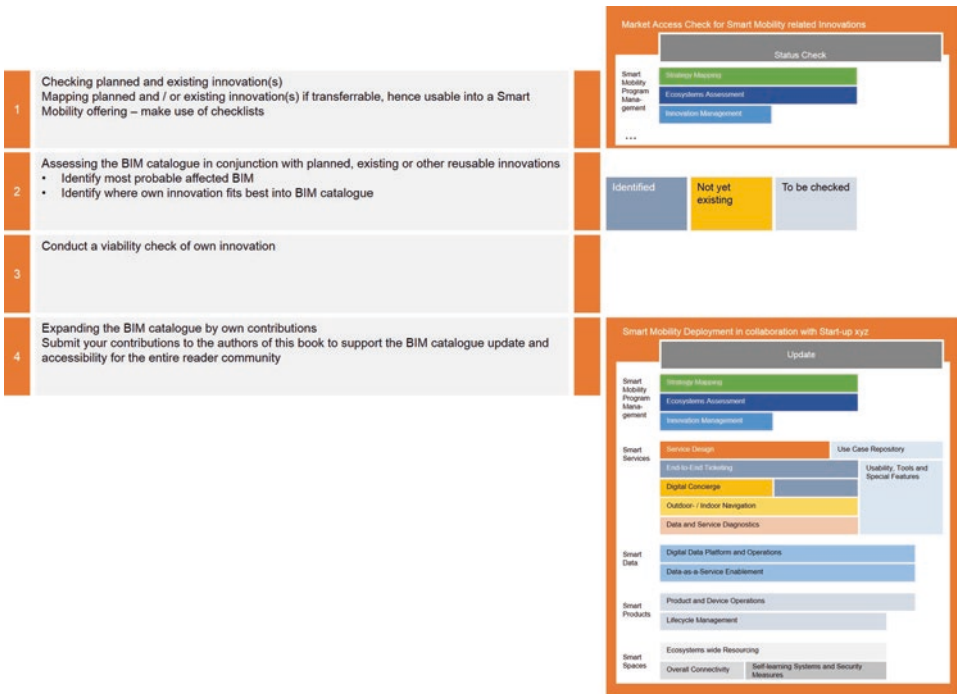 1
Checking planned and existing innovation(s)
Mapping planned and / or existing innovation(s) if transferrable, hence usable into a Smart
Mobility offering – make use of checklists
2
Assessing the BIM catalogue in conjunction with planned, existing or other reusable innovations
• Identify most probable affected BIM
• Identify where own innovation fits best into BIM catalogue
3
Conduct a viability check of own innovation
4
Expanding the BIM catalogue by own contributions
Submit your contributions to the authors of this book to support the BIM catalogue update and
accessibility for the entire reader community
Market Access Check for Smart Mobility related Innovations
Status Check
Smart
Mobility
Program
Mana-
gement
Strategy Mapping
Ecosystems Assessment
Innovation Management
...
Identified
Not yet
existing
To be checked
Smart Mobility Deployment in collaboration with Start-up xyz
Update
Smart
Mobility
Program
Mana-
gement
Strategy Mapping
Ecosystems Assessment
Innovation Management
Smart
Services
Service Design
Use Case Repository
End-to-End Ticketing
Usability, Tools and
Special Features
Digital Concierge
Outdoor- / Indoor Navigation
Data and Service Diagnostics
Smart
Data
Digital Data Platform and Operations
Data-as-a-Service Enablement
Smart
Products
Product and Device Operations
Lifecycle Management
Smart
Spaces
Ecosystems wide Resourcing
Overall Connectivity
Self-learning Systems and Security
Measures